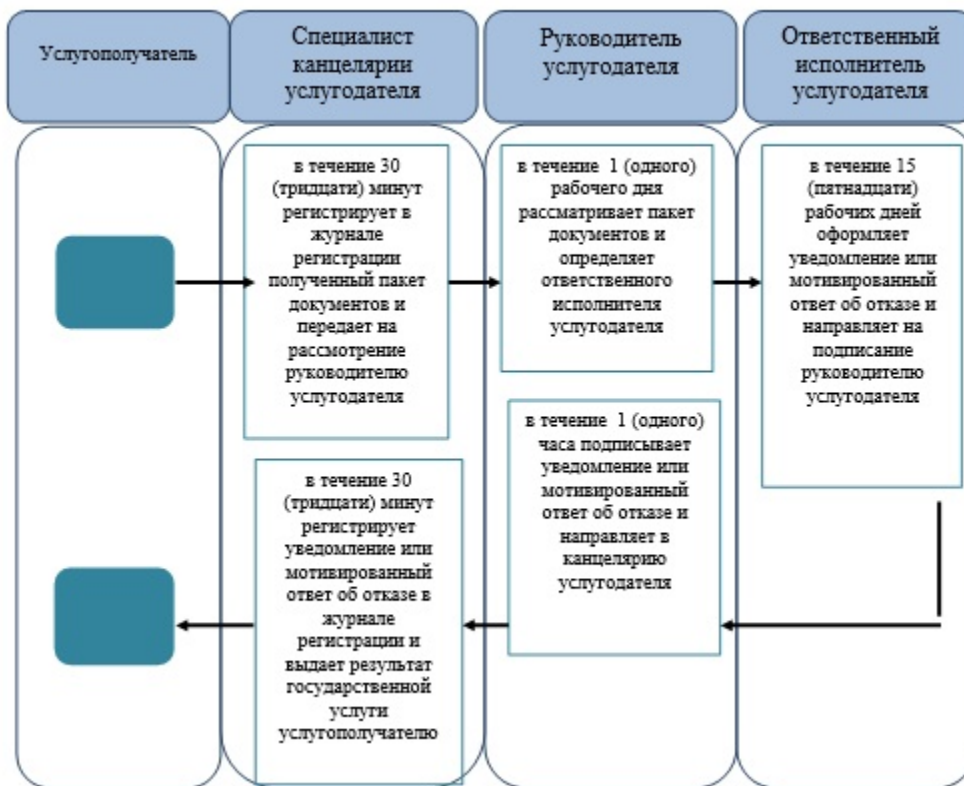 Услугополучатель
Специалист
канцелярии
услугодателя
Руководитель
услугодателя
Ответственный
исполнитель
услугодателя
в течение 30
(тридцати) минут
регистрирует в
журнале
регистрации
полученный пакет
документов и
передает на
рассмотрение
руководителю
услугодателя
в течение 1 (одного)
рабочего дня
рассматривает пакет
документов и
определяет
ответственного
исполнителя
услугодателя
в течение 15
(пятнадцати)
рабочих дней
оформляет
уведомление или
мотивированный
ответ об отказе и
направляет на
подписание
руководителю
услугодателя
в течение 1 (одного)
часа подписывает
уведомление или
мотивированный
ответ об отказе и
направляет в
канцелярию
услугодателя
в течение 30
(тридцати) минут
регистрирует
уведомление или
мотивированный
ответ об отказе в
журнале
регистрации и
выдает результат
государственной
услуги
услугополучателю